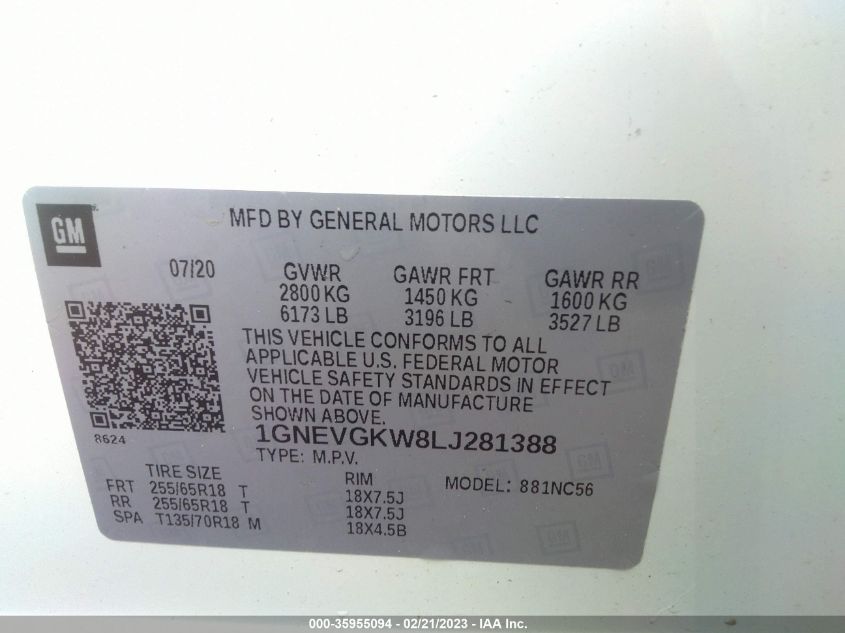 GM
MFD BY GENERAL MOTORS LLC
07/20 GVWR GAWR FRT GAWR RR
2800 KG 1450 KG 1600 KG
6173 LB 3196 LB 3527 LB
THIS VEHICLE CONFORMS TO ALL
APPLICABLE U.S. FEDERAL MOTOR
VEHICLE SAFETY STANDARDS IN EFFECT
ON THE DATE OF MANUFACTURE
SHOWN ABOVE.
8624
1GNEVGKW8LJ281388
TYPE: M.P.V.
TIRE SIZE RIM MODEL: 881NC56
FRT 255/65R18 T 18X7.5J
RR 255/65R18 T 18X7.5J
SPA T135/70R18 M 18X4.5B
000-35955094 - 02/21/2023 - IAA Inc.